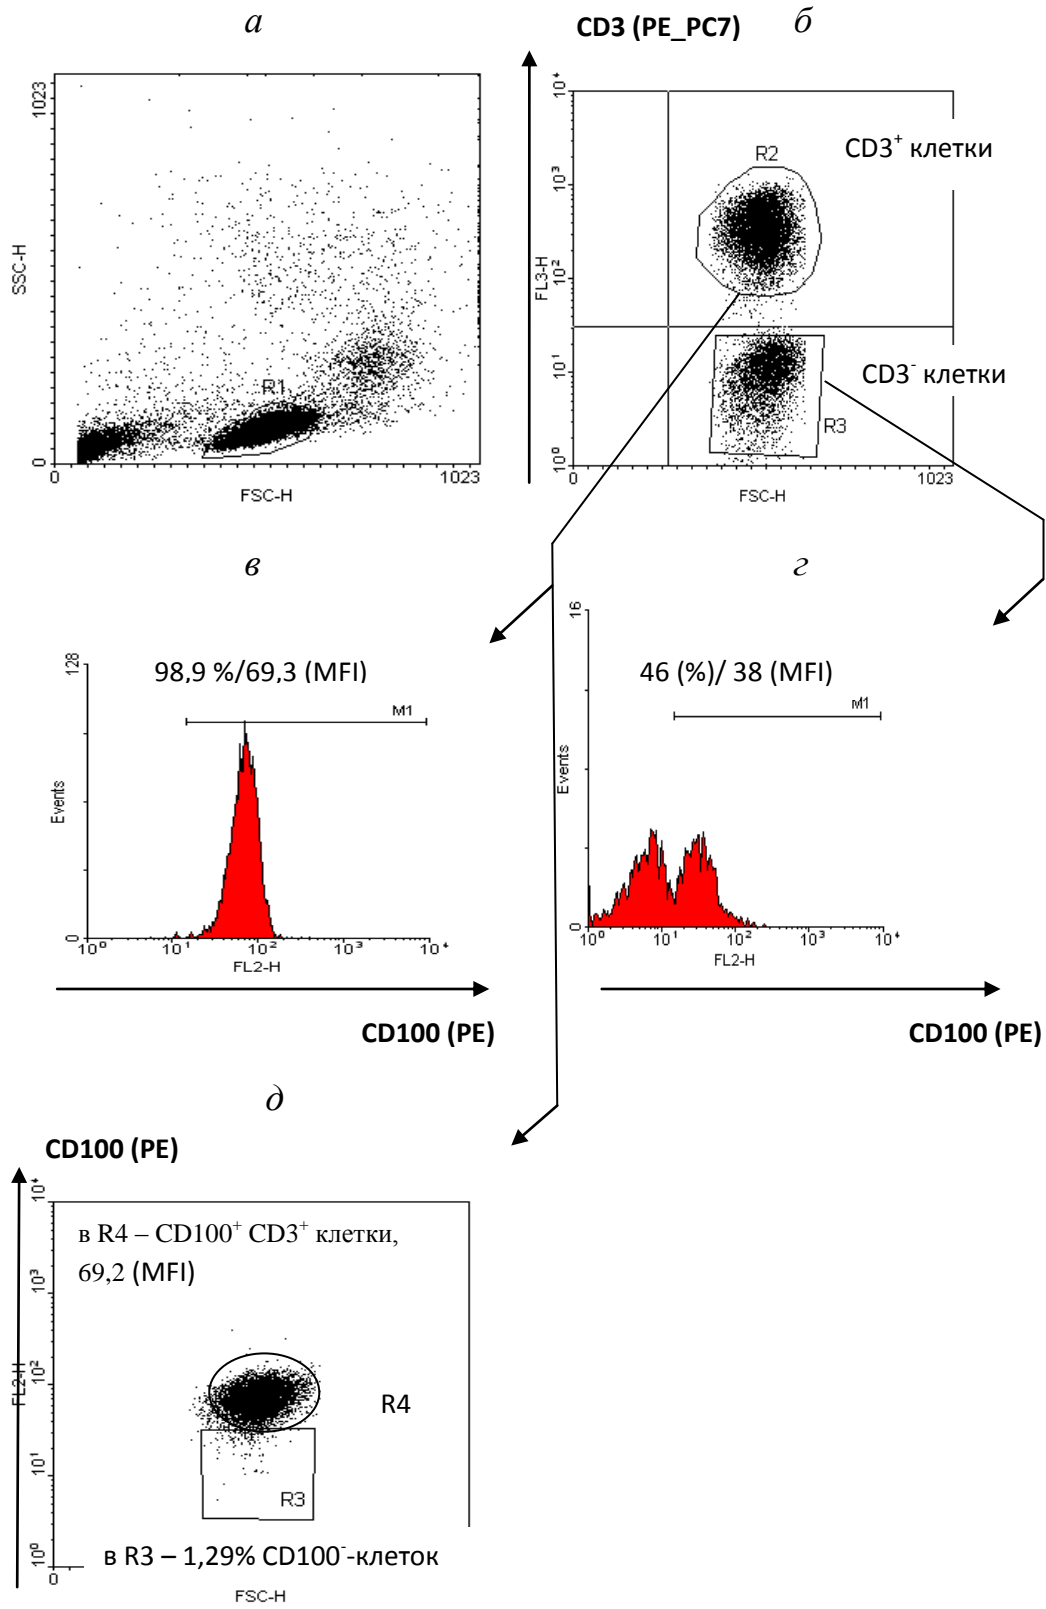 а
CD3 (PE_PC7)
б
1023
SSC-H
0
R1
1023
FSC-H
10⁴
10³
FL3-H
10²
10¹
10⁰
R2
CD3⁺ клетки
CD3⁻ клетки
R3
0
1023
FSC-H
в
128
Events
0
98,9 %/69,3 (MFI)
M1
10⁰ 10¹ 10² 10³ 10⁴
FL2-H
CD100 (PE)
г
16
Events
0
46 (%)/ 38 (MFI)
M1
10⁰ 10¹ 10² 10³ 10⁴
FL2-H
CD100 (PE)
д
CD100 (PE)
10⁴
10³
FL2-H
10²
10¹
10⁰
в R4 – CD100⁺ CD3⁺ клетки,
69,2 (MFI)
R4
R3
в R3 – 1,29% CD100⁻-клеток
0
FSC-H